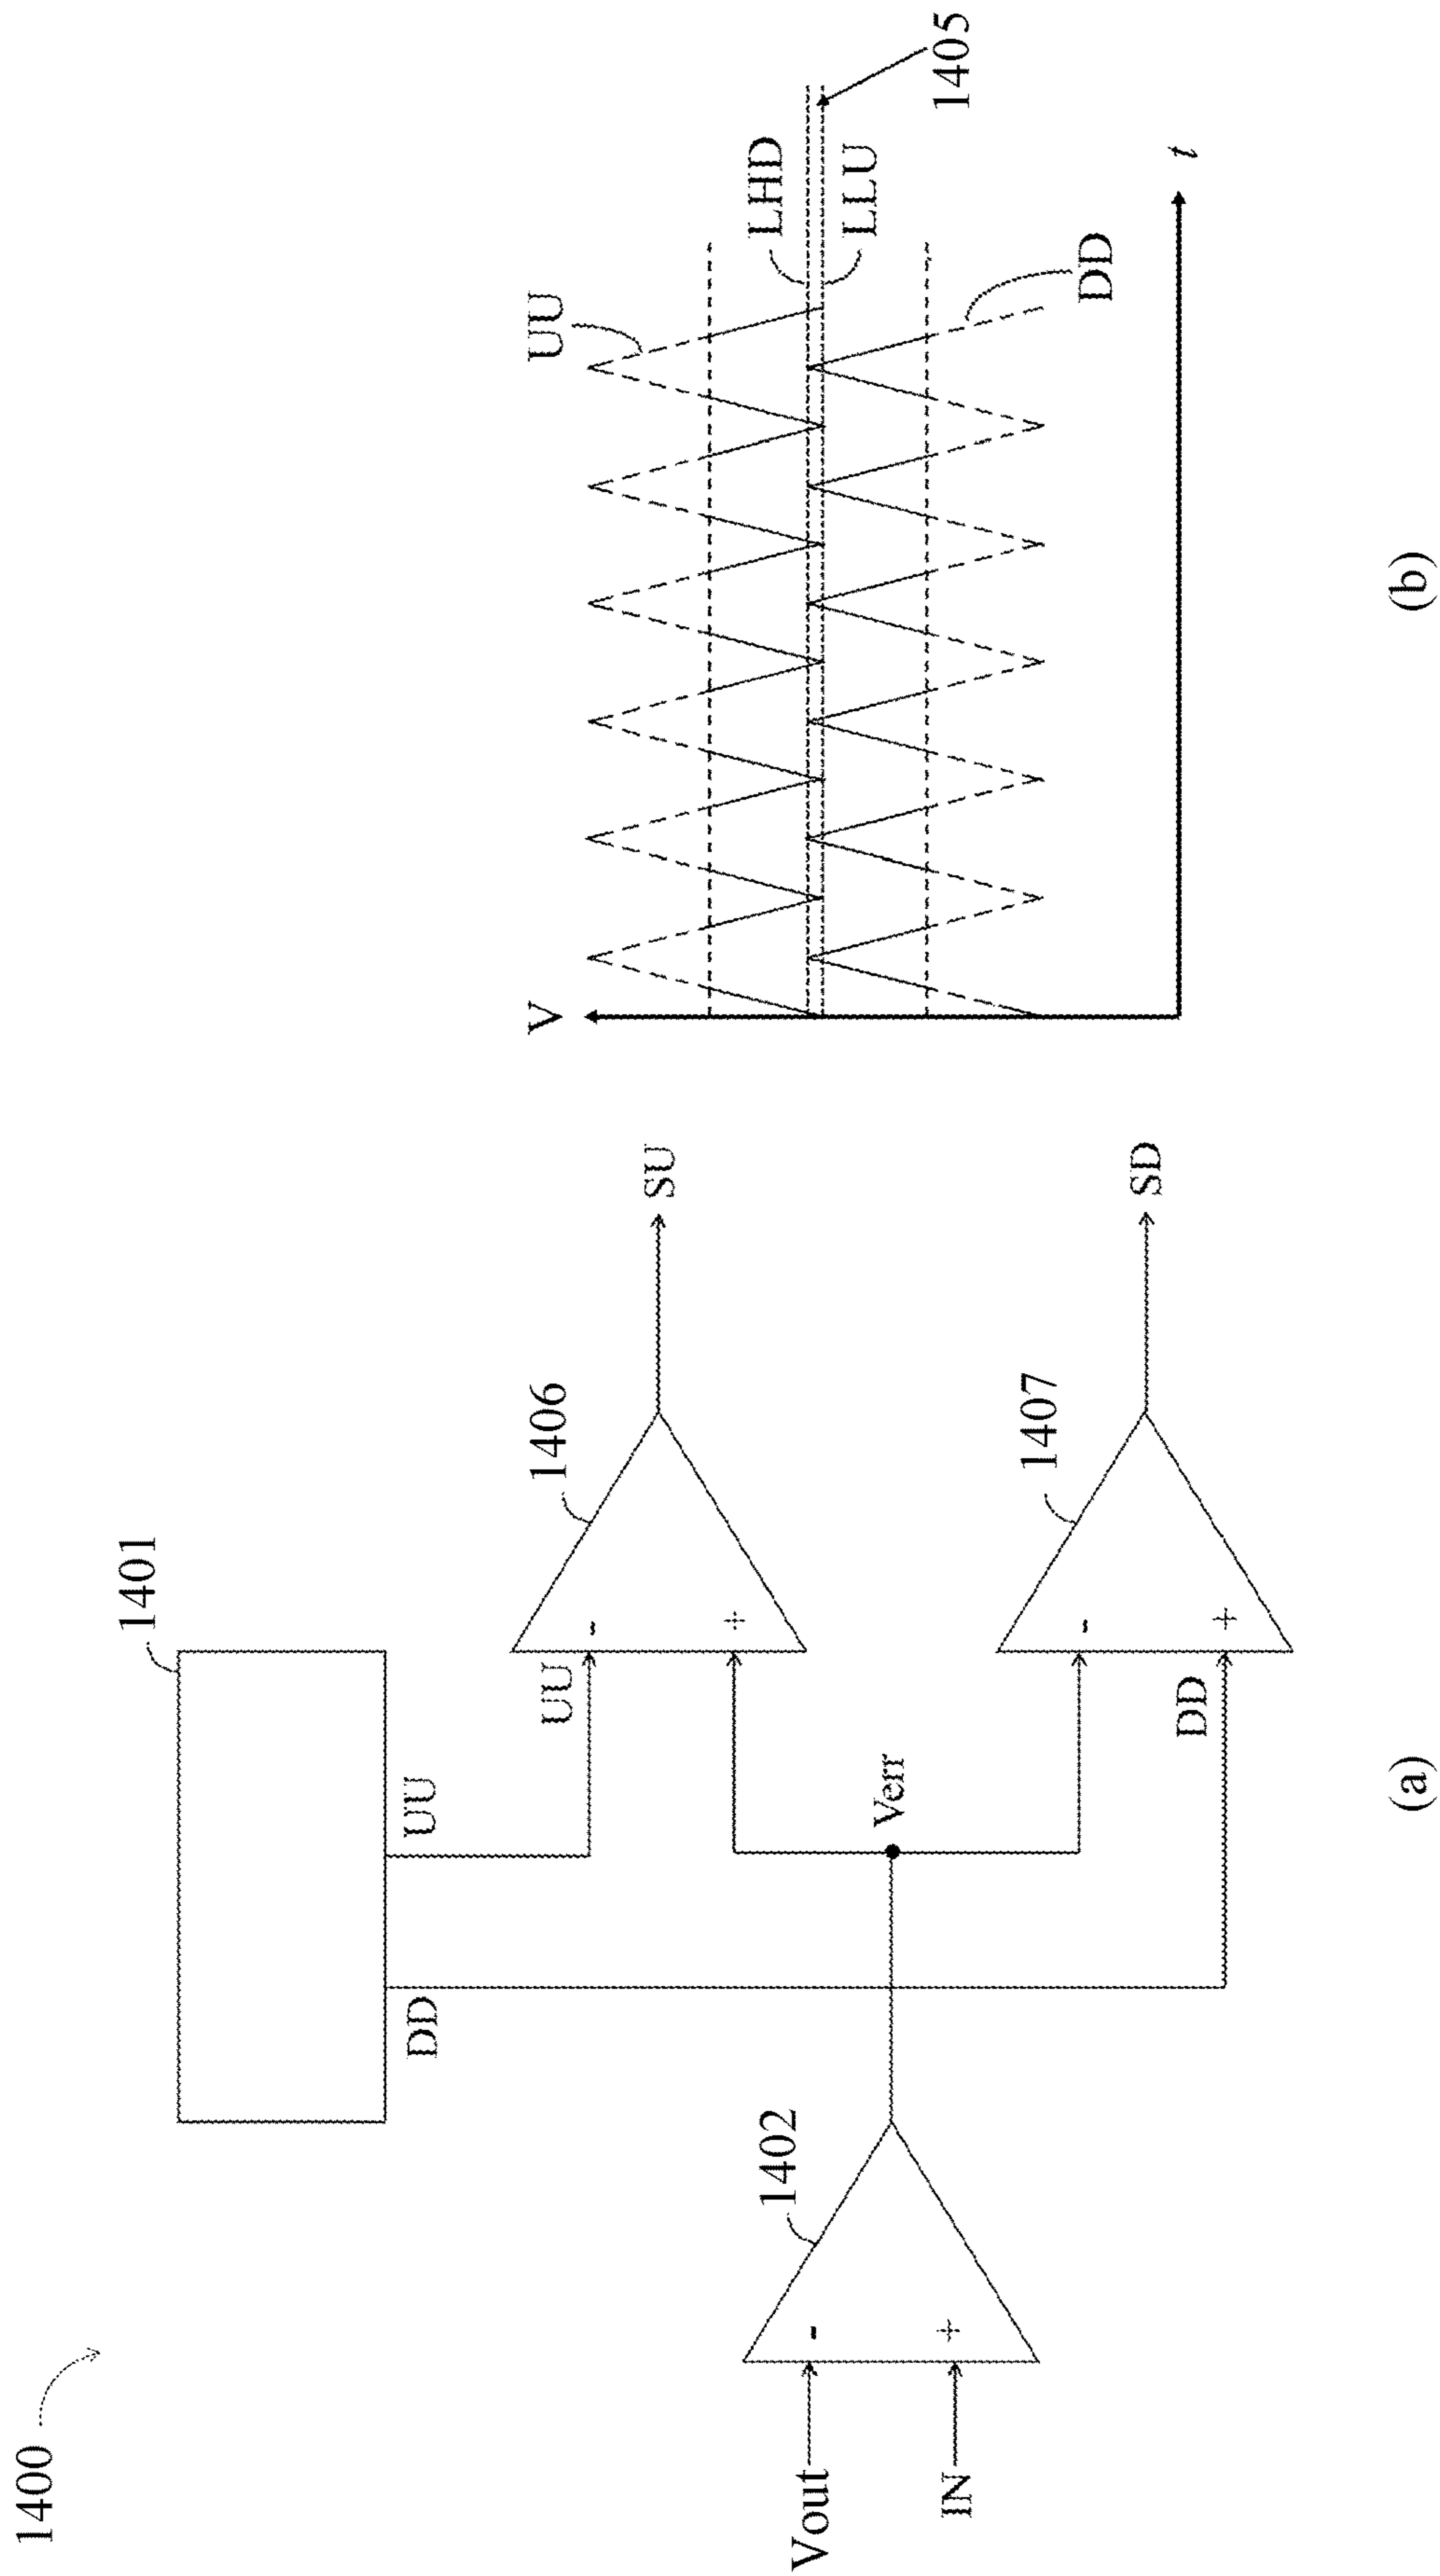 1400
1401
DD
UU
1402
Vout
-
IN
+
Verr
UU
-
+
1406
SU
DD
-
+
1407
SD
(a)
V
UU
LHD
LLU
1405
DD
t
(b)